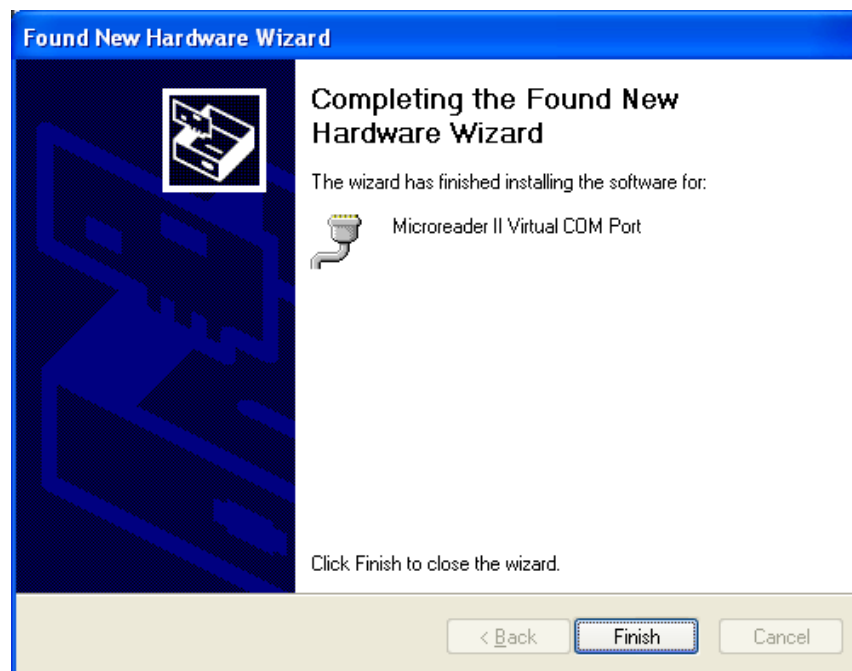 Found New Hardware Wizard
Completing the Found New
Hardware Wizard
The wizard has finished installing the software for:
Microreader II Virtual COM Port
Click Finish to close the wizard.
< Back Finish Cancel